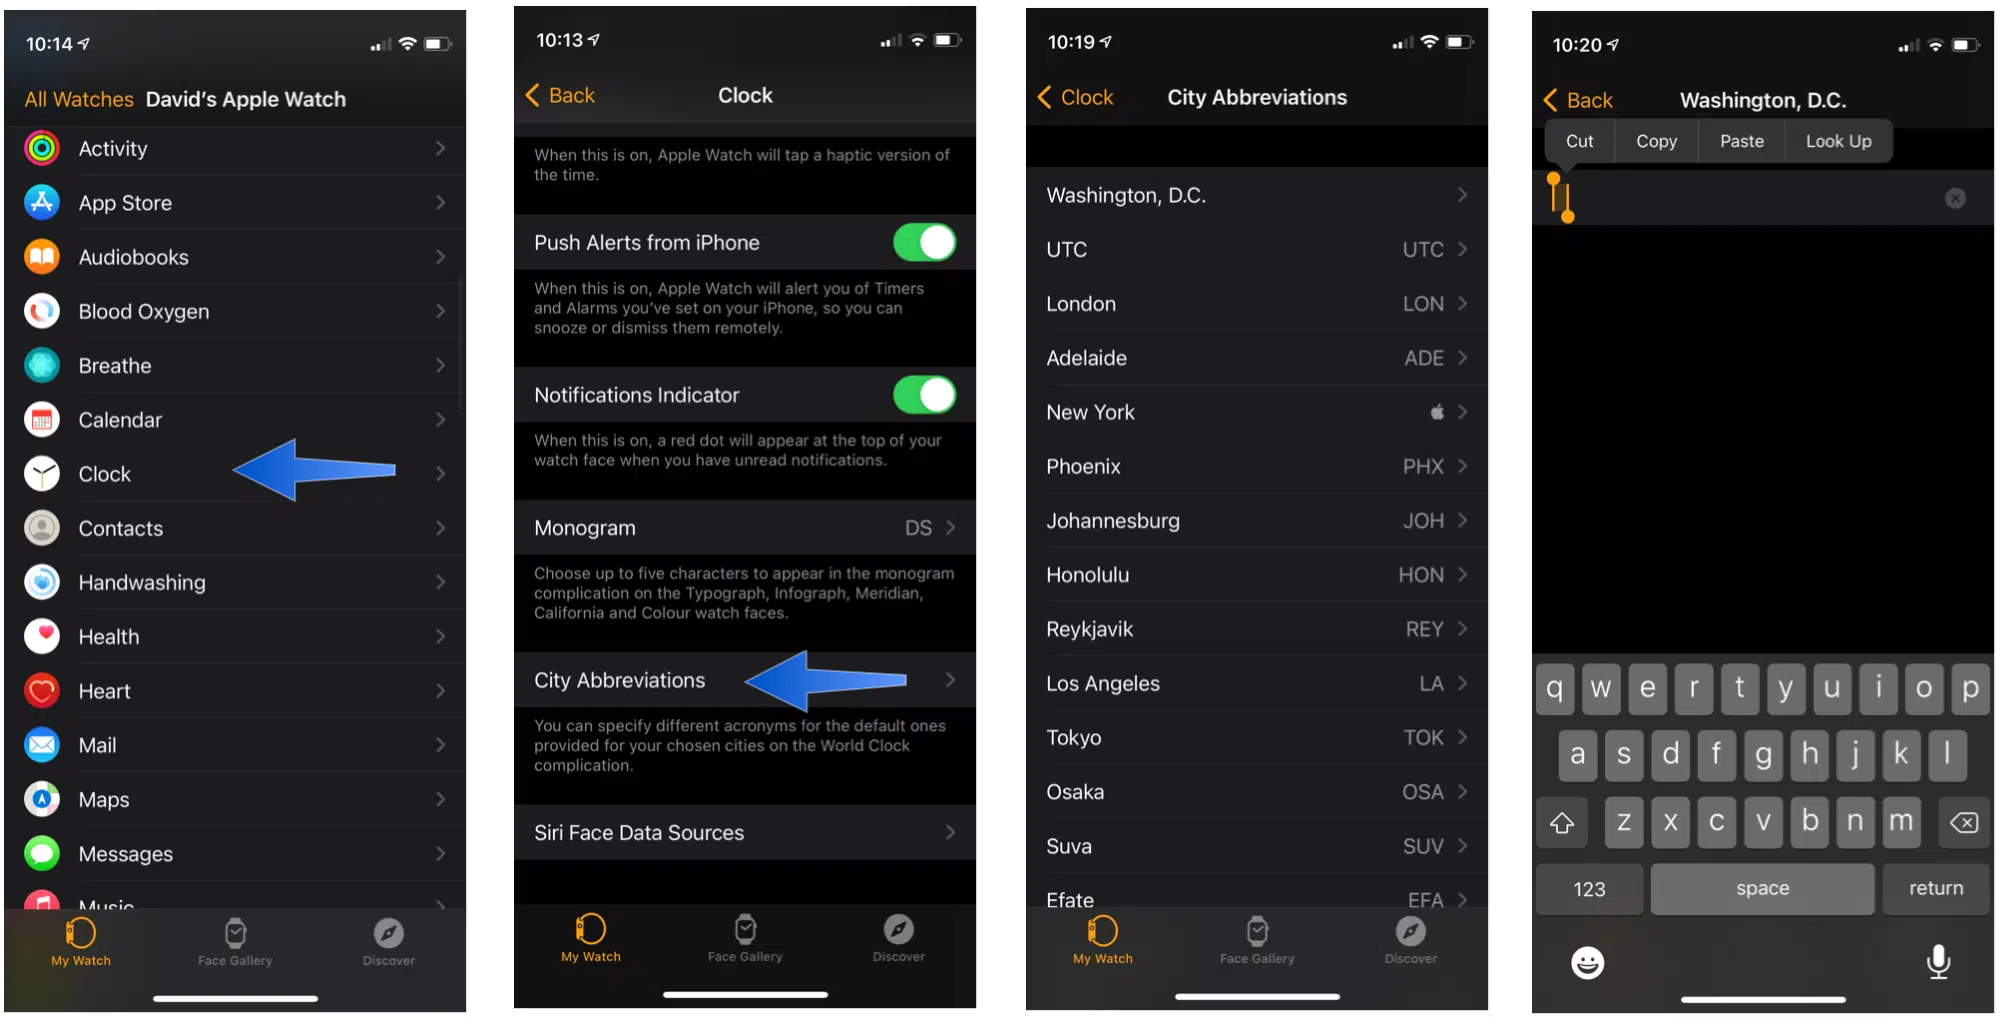 10:14
All Watches David's Apple Watch
Activity
App Store
Audiobooks
Blood Oxygen
Breathe
Calendar
Clock
Contacts
Handwashing
Health
Heart
Mail
Maps
Messages
Music
My Watch Face Gallery Discover
10:13
Back Clock
When this is on, Apple Watch will tap a haptic version of
the time.
Push Alerts from iPhone
When this is on, Apple Watch will alert you of Timers
and Alarms you've set on your iPhone, so you can
snooze or dismiss them remotely.
Notifications Indicator
When this is on, a red dot will appear at the top of your
watch face when you have unread notifications.
Monogram DS
Choose up to five characters to appear in the monogram
complication on the Typograph, Infograph, Meridian,
California and Colour watch faces.
City Abbreviations
You can specify different acronyms for the default ones
provided for your chosen cities on the World Clock
complication.
Siri Face Data Sources
My Watch Face Gallery Discover
10:19
Clock City Abbreviations
Washington, D.C.
UTC UTC
London LON
Adelaide ADE
New York
Phoenix PHX
Johannesburg JOH
Honolulu HON
Reykjavik REY
Los Angeles LA
Tokyo TOK
Osaka OSA
Suva SUV
Efate EFA
My Watch Face Gallery Discover
10:20
Back Washington, D.C.
Cut Copy Paste Look Up
q w e r t y u i o p
a s d f g h j k l
z x c v b n m
123 space return